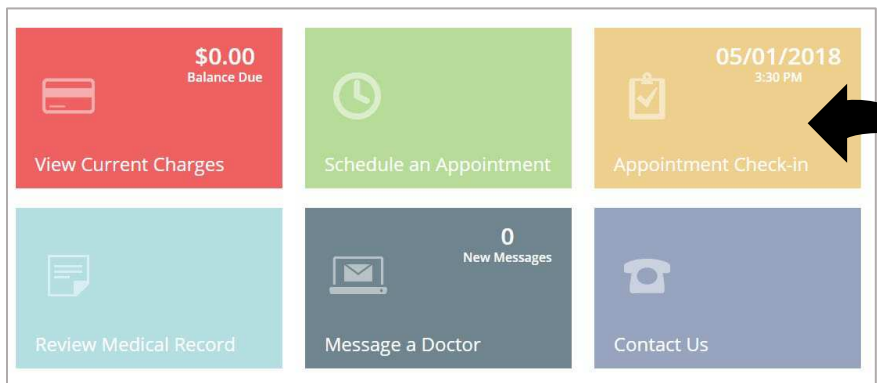 $0.00
Balance Due
View Current Charges
Schedule an Appointment
05/01/2018
3:30 PM
Appointment Check-in
Review Medical Record
0
New Messages
Message a Doctor
Contact Us